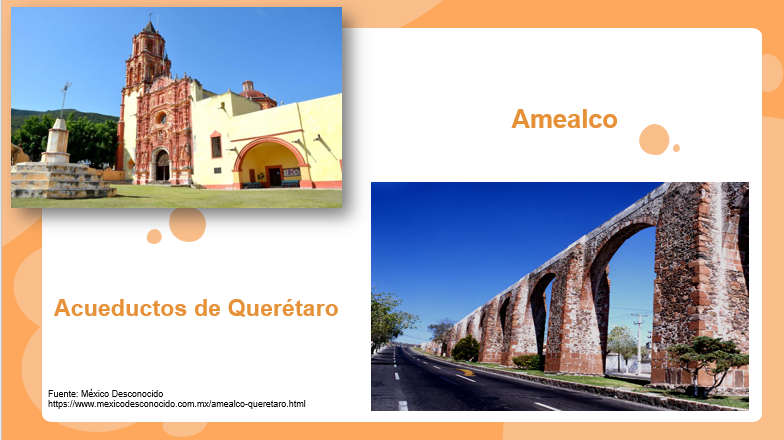 Amealco
Acueductos de Querétaro
Fuente: México Desconocido
https://www.mexicodesconocido.com.mx/amealco-queretaro.html